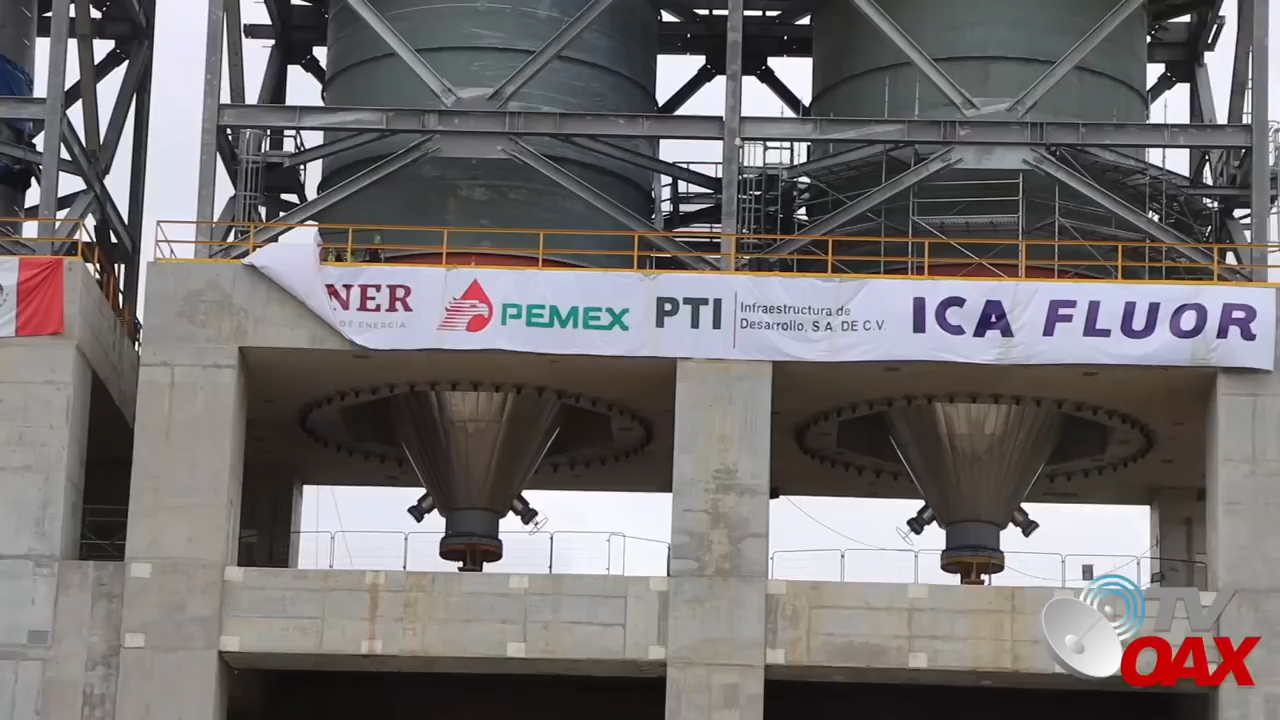 NER
DE ENERGÍA
PEMEX
PTI
Infraestructura de
Desarrollo, S.A. DE C.V.
ICA FLUOR
TV
OAX